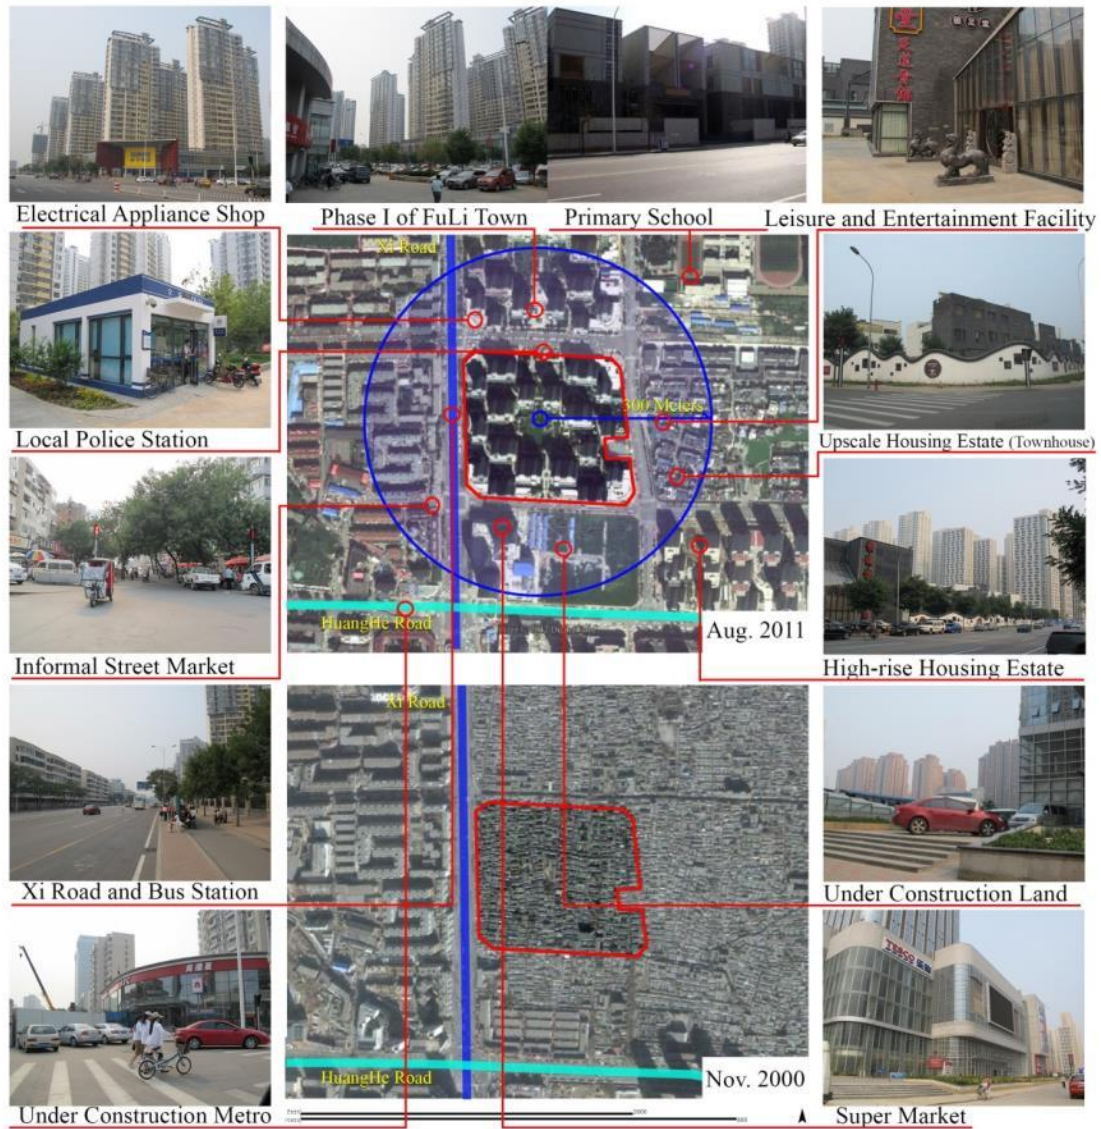 Electrical Appliance Shop
Phase I of FuLi Town
Primary School
Leisure and Entertainment Facility
Xi Road
500 Meters
Local Police Station
Upscale Housing Estate (Townhouse)
HuangHe Road
Aug. 2011
Informal Street Market
High-rise Housing Estate
Xi Road
Xi Road and Bus Station
Under Construction Land
TESCO
HuangHe Road
Nov. 2000
Under Construction Metro
Super Market